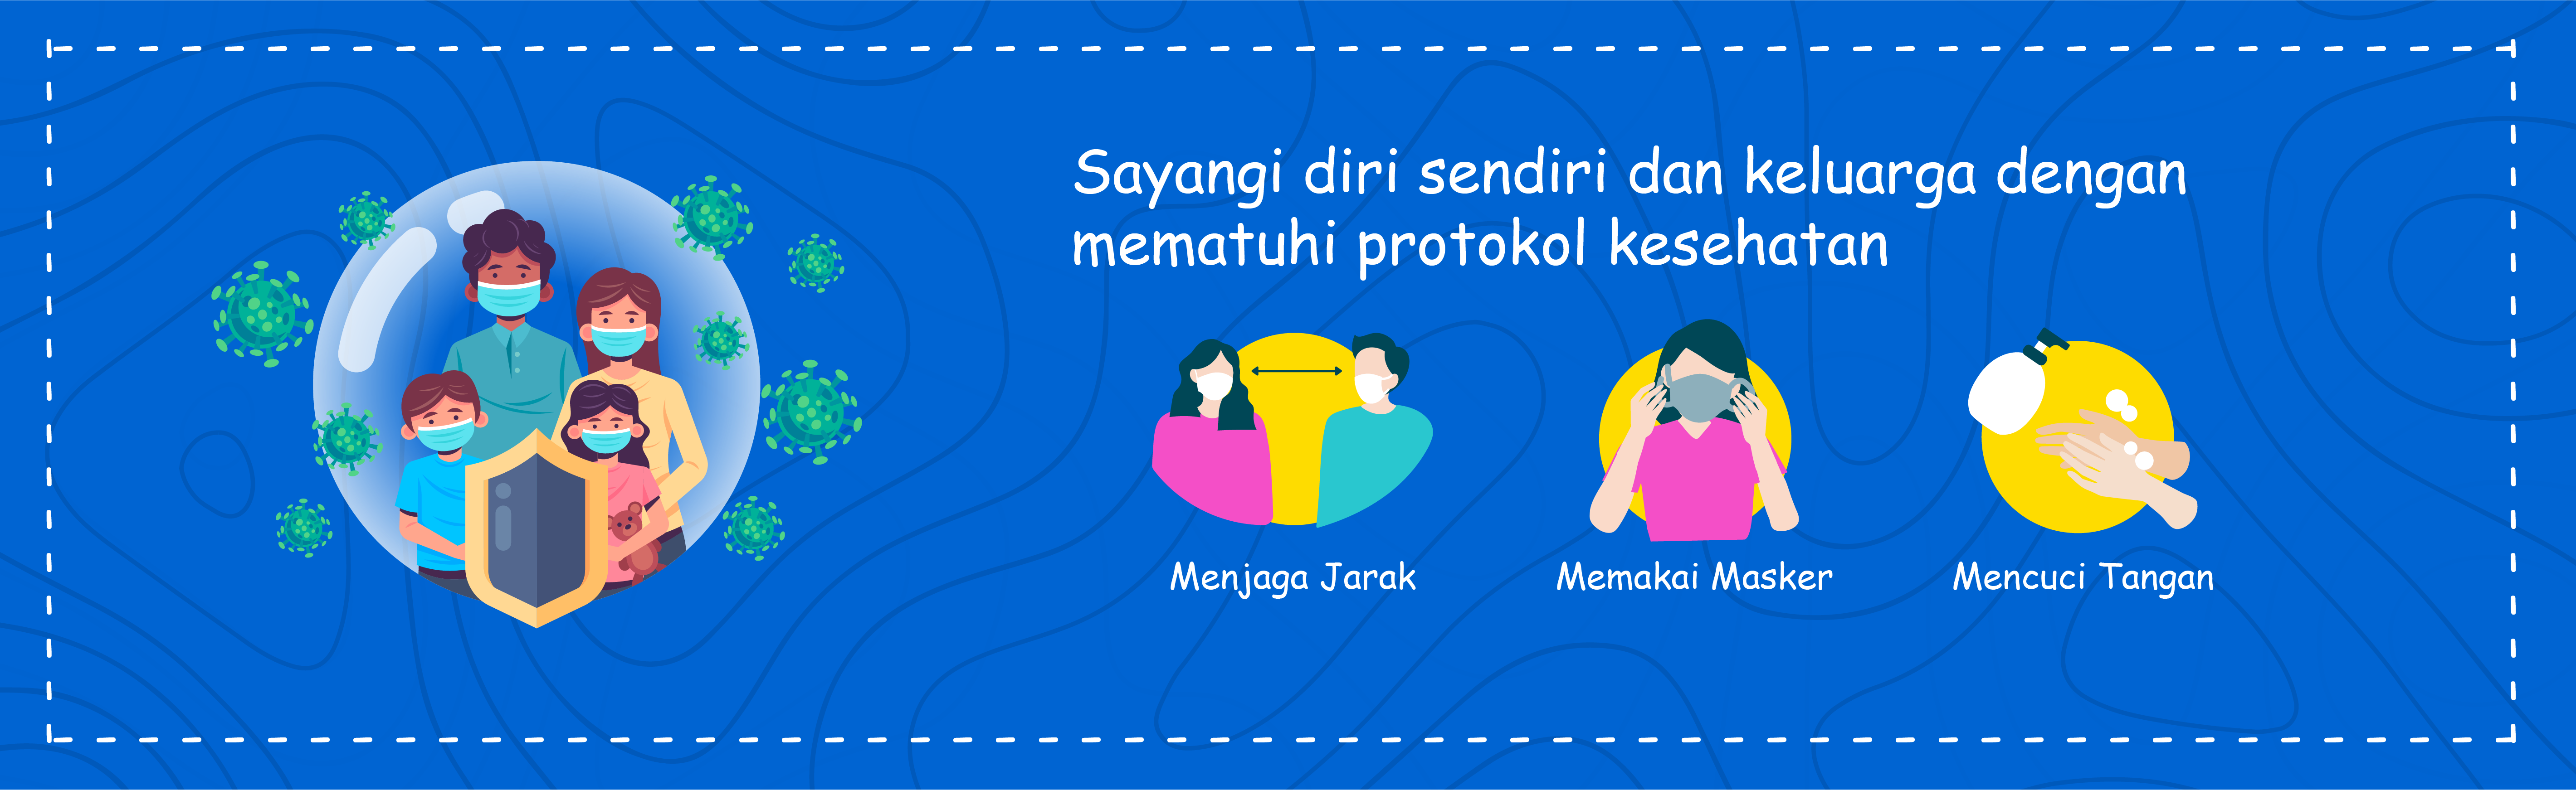 Sayangi diri sendiri dan keluarga dengan
mematuhi protokol kesehatan
Menjaga Jarak
Memakai Masker
Mencuci Tangan